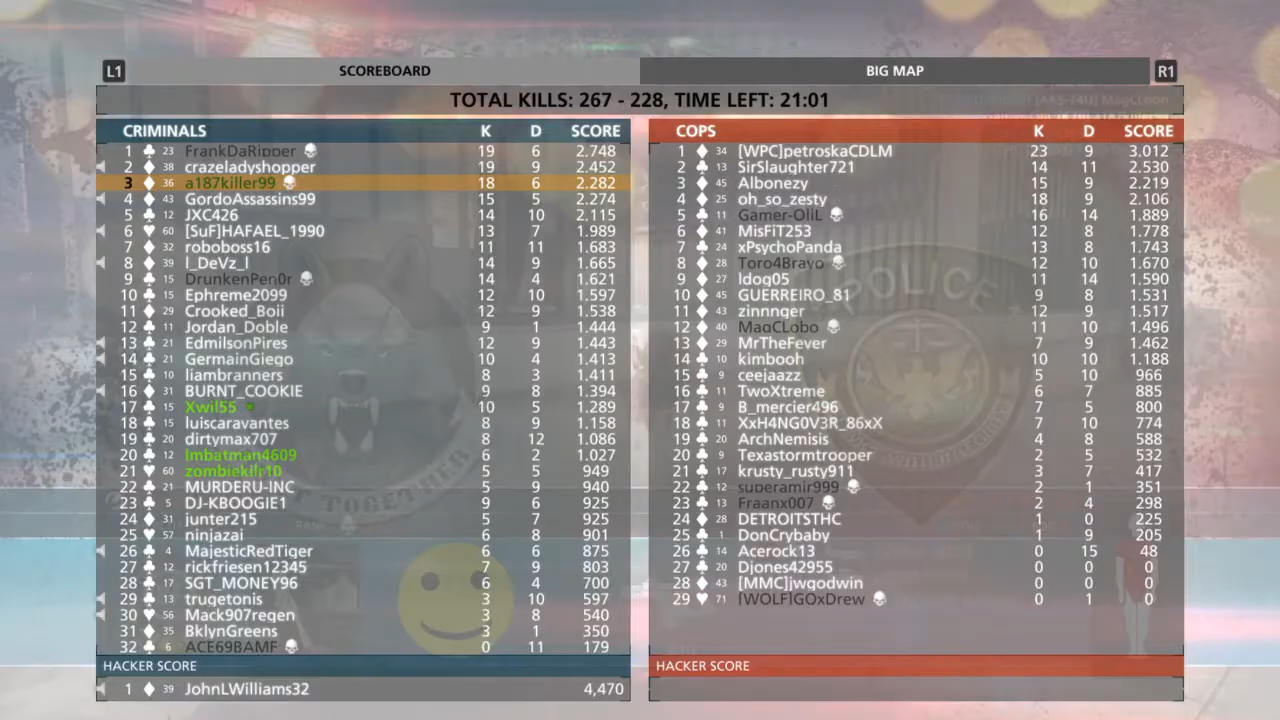 L1 SCOREBOARD BIG MAP R1
TOTAL KILLS: 267 - 228, TIME LEFT: 21:01
CRIMINALS K D SCORE
1 23 FrankDaRipper 19 6 2.748
2 38 crazeladyshopper 19 9 2.452
3 36 a187killer99 18 6 2.282
4 43 GordoAssassins99 15 5 2.274
5 12 JXC426 14 10 2.115
6 60 [SuF]HAFAEL_1990 13 7 1.989
7 32 roboboss16 11 11 1.683
8 39 l_DeVz_l 14 9 1.665
9 15 DrunkenPen0r 14 4 1.621
10 15 Ephreme2099 12 10 1.597
11 29 Crooked_Boii 12 9 1.538
12 11 Jordan_Doble 9 1 1.444
13 21 EdmilsonPires 12 9 1.443
14 21 GermainGiego 10 4 1.413
15 10 liambranners 8 3 1.411
16 31 BURNT_COOKIE 9 8 1.394
17 15 Xwil55 10 5 1.289
18 15 luiscaravantes 8 9 1.158
19 20 dirtymax707 8 12 1.086
20 12 Imbatman4609 6 2 1.027
21 60 zombiekllr10 5 5 949
22 21 MURDERU-INC 5 9 940
23 5 DJ-KBOOGIE1 9 6 925
24 31 junter215 5 7 925
25 57 ninjazai 6 8 901
26 4 MajesticRedTiger 6 6 875
27 12 rickfriesen12345 7 9 803
28 17 SGT_MONEY96 6 4 700
29 13 trugetonis 3 10 597
30 56 Mack907regen 3 8 540
31 35 BklynGreens 3 1 350
32 6 ACE69BAMF 0 11 179
HACKER SCORE
1 39 JohnLWilliams32 4,470
COPS K D SCORE
1 34 [WPC]petroskaCDLM 23 9 3.012
2 13 SirSlaughter721 14 11 2.530
3 45 Albonezy 15 9 2.219
4 25 oh_so_zesty 18 9 2.106
5 11 Gamer-OliL 16 14 1.889
6 41 MisFiT253 12 8 1.778
7 24 xPsychoPanda 13 8 1.743
8 28 Toro4Bravo 12 10 1.670
9 27 ldog05 11 14 1.590
10 45 GUERREIRO_81 9 8 1.531
11 43 zinnnger 12 9 1.517
12 40 MagCLobo 11 10 1.496
13 29 MrTheFever 7 9 1.462
14 10 kimbooh 10 10 1.188
15 9 ceejaazz 5 10 966
16 11 TwoXtreme 6 7 885
17 9 B_mercier496 7 5 800
18 11 XxH4NG0V3R_86xX 7 10 774
19 20 ArchNemisis 4 8 588
20 9 Texastormtrooper 2 5 532
21 17 krusty_rusty911 3 7 417
22 12 superamir999 2 1 351
23 13 Fraanx007 2 4 298
24 28 DETROITSTHC 1 0 225
25 1 DonCrybaby 1 9 205
26 14 Acerock13 0 15 48
27 20 Djones42955 0 0 0
28 43 [MMC]jwgodwin 0 0 0
29 71 [WOLF]GOxDrew 0 1 0
HACKER SCORE
POLICE